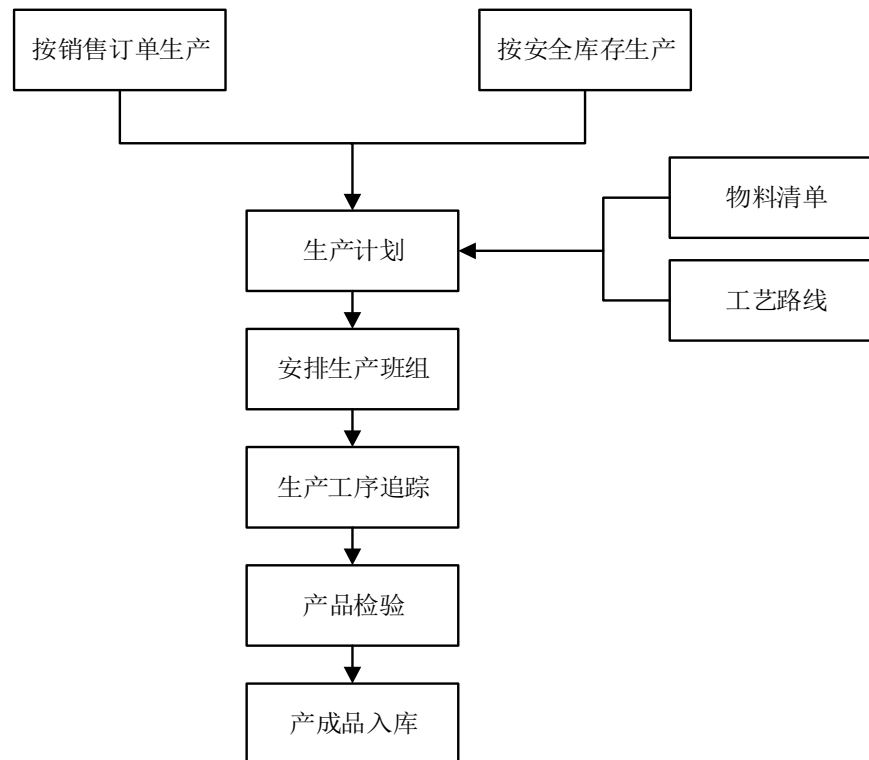 按销售订单生产
按安全库存生产
物料清单
生产计划
工艺路线
安排生产班组
生产工序追踪
产品检验
产成品入库